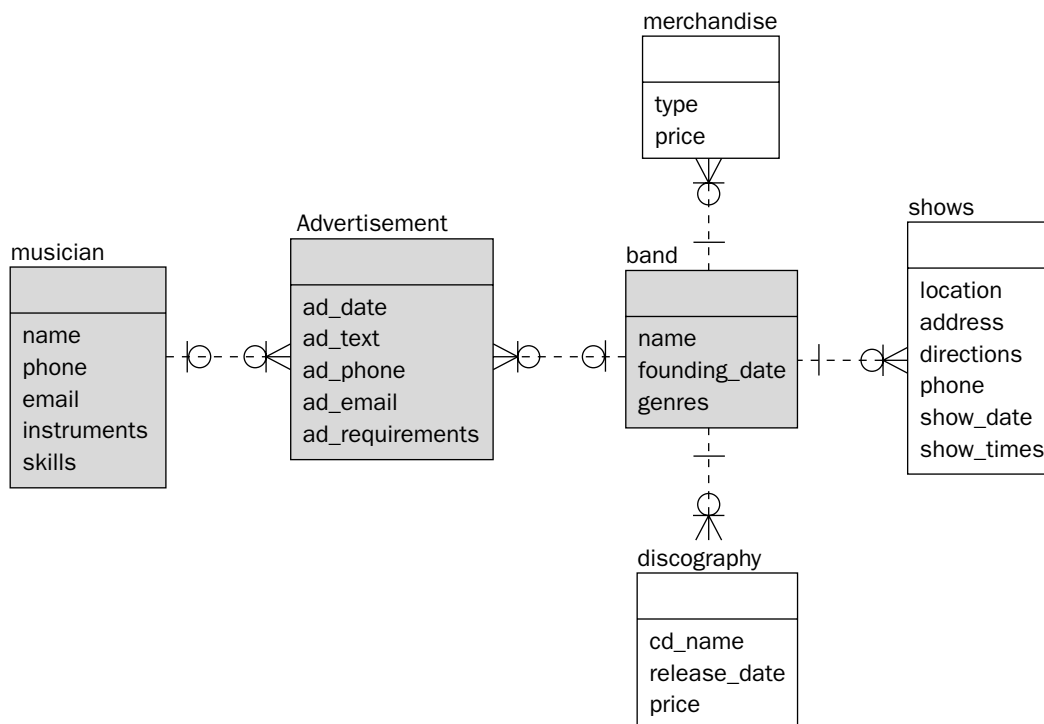 merchandise
type
price
musician
name
phone
email
instruments
skills
Advertisement
ad_date
ad_text
ad_phone
ad_email
ad_requirements
band
name
founding_date
genres
shows
location
address
directions
phone
show_date
show_times
discography
cd_name
release_date
price